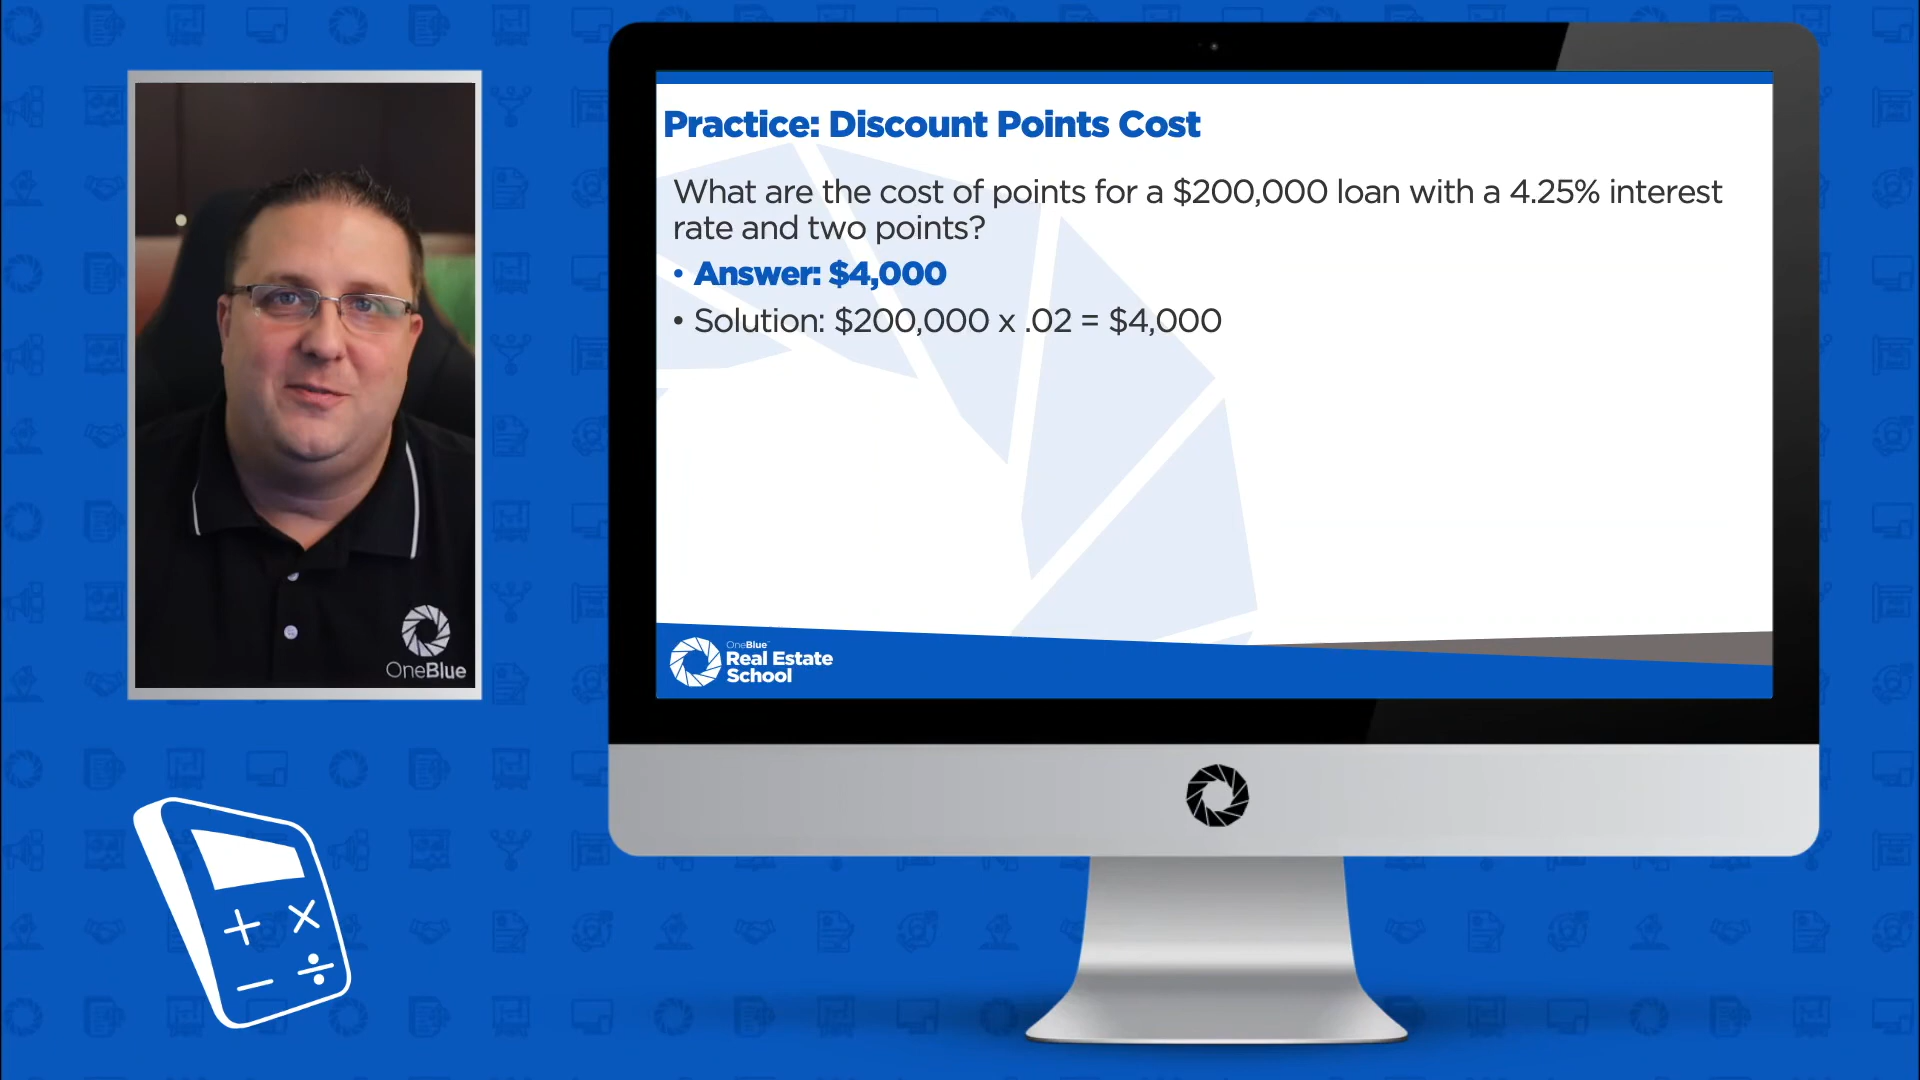 Practice: Discount Points Cost
What are the cost of points for a $200,000 loan with a 4.25% interest
rate and two points?
• Answer: $4,000
• Solution: $200,000 x .02 = $4,000
OneBlue
OneBlue™
Real Estate
School